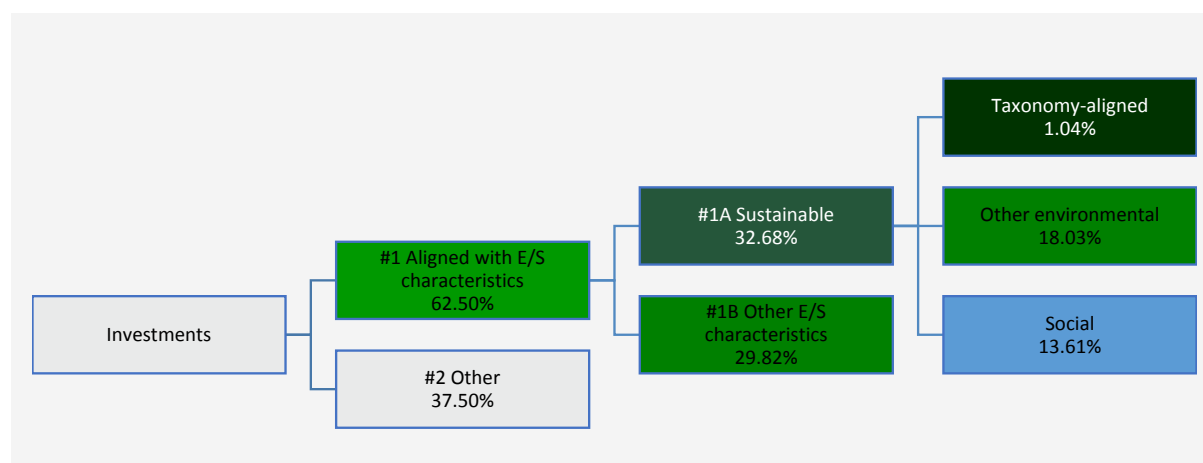 Investments
#1 Aligned with E/S
characteristics
62.50%
#2 Other
37.50%
#1A Sustainable
32.68%
#1B Other E/S
characteristics
29.82%
Taxonomy-aligned
1.04%
Other environmental
18.03%
Social
13.61%